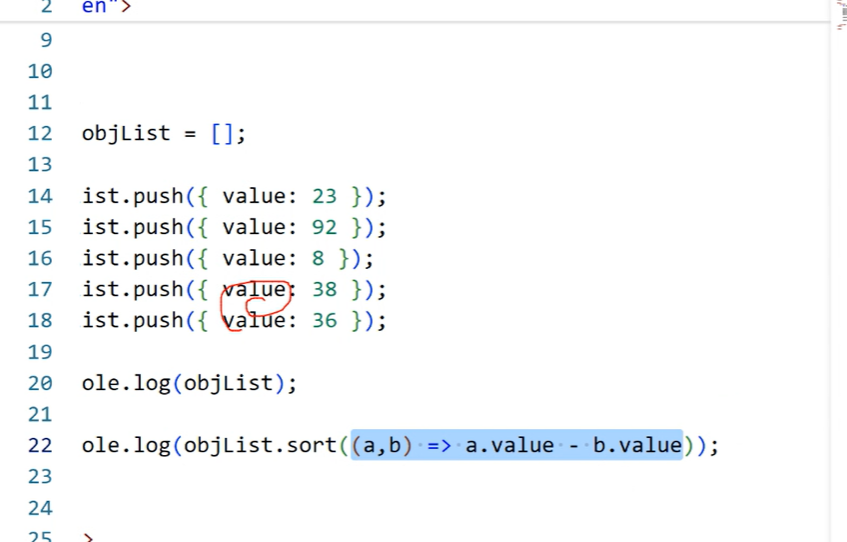 2 en">
9
10
11
12 objList = [];
13
14 ist.push({ value: 23 });
15 ist.push({ value: 92 });
16 ist.push({ value: 8 });
17 ist.push({ value: 38 });
18 ist.push({ value: 36 });
19
20 ole.log(objList);
21
22 ole.log(objList.sort((a,b) => a.value - b.value));
23
24
25 >